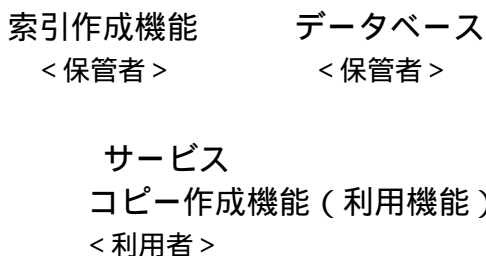 索引作成機能　　データベース
<保管者>　　<保管者>
サービス
コピー作成機能(利用機能)
<利用者>